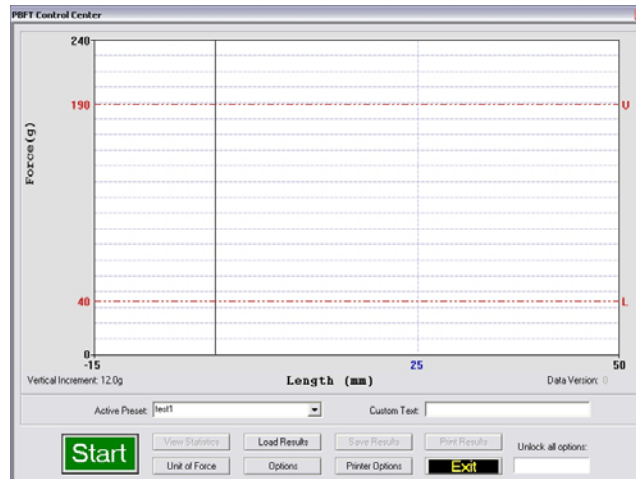 PBFT Control Center
240
190
U
Force(g)
40
L
0
-15
25
50
Vertical Increment: 12.0g
Length (mm)
Data Version: 0
Active Preset: test1
Custom Text:
Start
View Statistics
Load Results
Save Results
Print Results
Unlock all options:
Unit of Force
Options
Printer Options
Exit